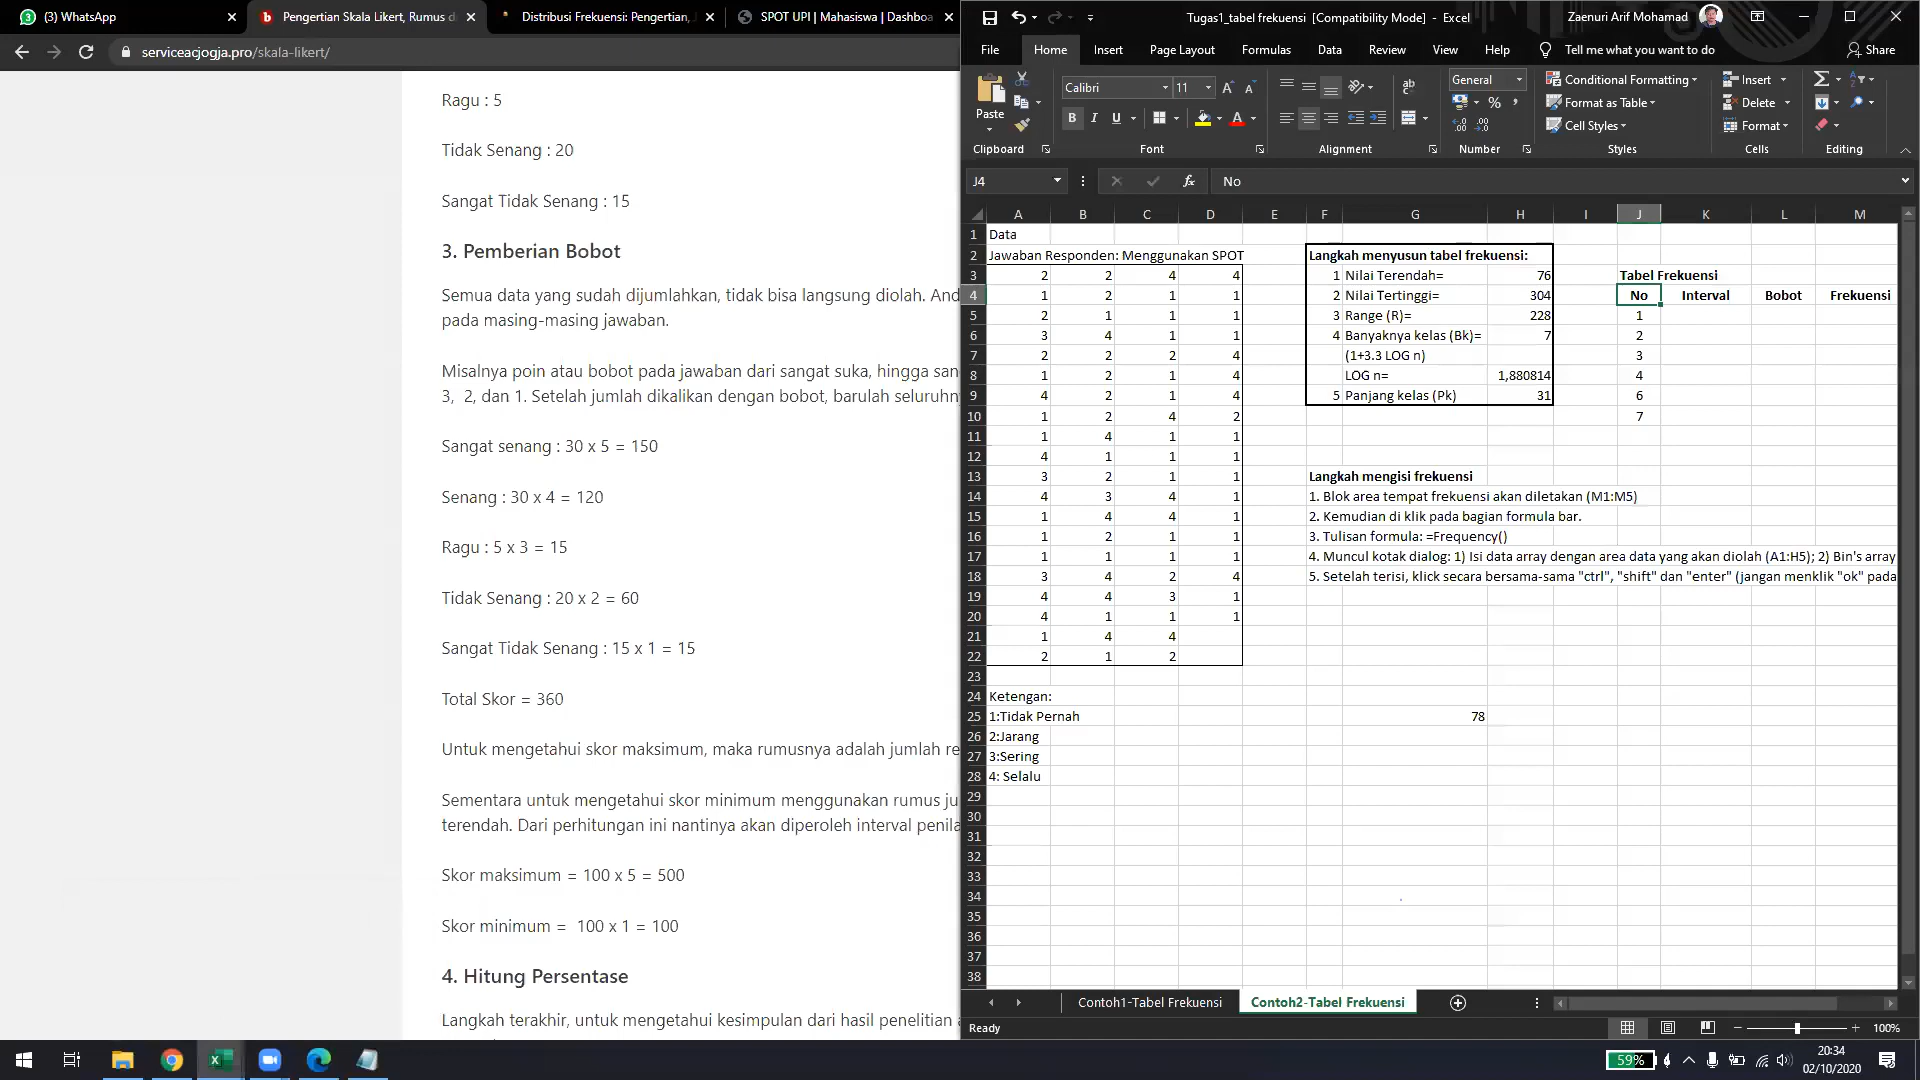 (3) WhatsApp
Pengertian Skala Likert, Rumus d
Distribusi Frekuensi: Pengertian,
SPOT UPI | Mahasiswa | Dashboa
serviceacjogja.pro/skala-likert/
Ragu : 5
Tidak Senang : 20
Sangat Tidak Senang : 15
3. Pemberian Bobot
Semua data yang sudah dijumlahkan, tidak bisa langsung diolah. And
pada masing-masing jawaban.
Misalnya poin atau bobot pada jawaban dari sangat suka, hingga san
3, 2, dan 1. Setelah jumlah dikalikan dengan bobot, barulah seluruhny
Sangat senang : 30 x 5 = 150
Senang : 30 x 4 = 120
Ragu : 5 x 3 = 15
Tidak Senang : 20 x 2 = 60
Sangat Tidak Senang : 15 x 1 = 15
Total Skor = 360
Untuk mengetahui skor maksimum, maka rumusnya adalah jumlah re
Sementara untuk mengetahui skor minimum menggunakan rumus ju
terendah. Dari perhitungan ini nantinya akan diperoleh interval penila
Skor maksimum = 100 x 5 = 500
Skor minimum = 100 x 1 = 100
4. Hitung Persentase
Langkah terakhir, untuk mengetahui kesimpulan dari hasil penelitian a
Tugas1_tabel frekuensi [Compatibility Mode] - Excel
Zaenuri Arif Mohamad
File Home Insert Page Layout Formulas Data Review View Help Tell me what you want to do Share
Paste
Calibri 11
General
Conditional Formatting
Format as Table
Cell Styles
Insert
Delete
Format
Clipboard Font Alignment Number Styles Cells Editing
J4 No
A B C D E F G H I J K L M
1 Data
2 Jawaban Responden: Menggunakan SPOT Langkah menyusun tabel frekuensi:
3 2 2 4 4 1 Nilai Terendah= 76 Tabel Frekuensi
4 1 2 1 1 2 Nilai Tertinggi= 304 No Interval Bobot Frekuensi
5 2 1 1 1 3 Range (R)= 228 1
6 3 4 1 1 4 Banyaknya kelas (Bk)= 7 2
7 2 2 2 4 (1+3.3 LOG n) 3
8 1 2 1 4 LOG n= 1,880814 4
9 4 2 1 4 5 Panjang kelas (Pk) 31 6
10 1 2 4 2 7
11 1 4 1 1
12 4 1 1 1
13 3 2 1 1 Langkah mengisi frekuensi
14 4 3 4 1 1. Blok area tempat frekuensi akan diletakan (M1:M5)
15 1 4 4 1 2. Kemudian di klik pada bagian formula bar.
16 1 2 1 1 3. Tulisan formula: =Frequency()
17 1 1 1 1 4. Muncul kotak dialog: 1) Isi data array dengan area data yang akan diolah (A1:H5); 2) Bin's array
18 3 4 2 4 5. Setelah terisi, klick secara bersama-sama "ctrl", "shift" dan "enter" (jangan menklik "ok" pada
19 4 4 3 1
20 4 1 1 1
21 1 4 4
22 2 1 2
23
24 Ketengan:
25 1:Tidak Pernah 78
26 2:Jarang
27 3:Sering
28 4: Selalu
29
30
31
32
33
34
35
36
37
38
Contoh1-Tabel Frekuensi Contoh2-Tabel Frekuensi
Ready 100%
59%
20:34
02/10/2020